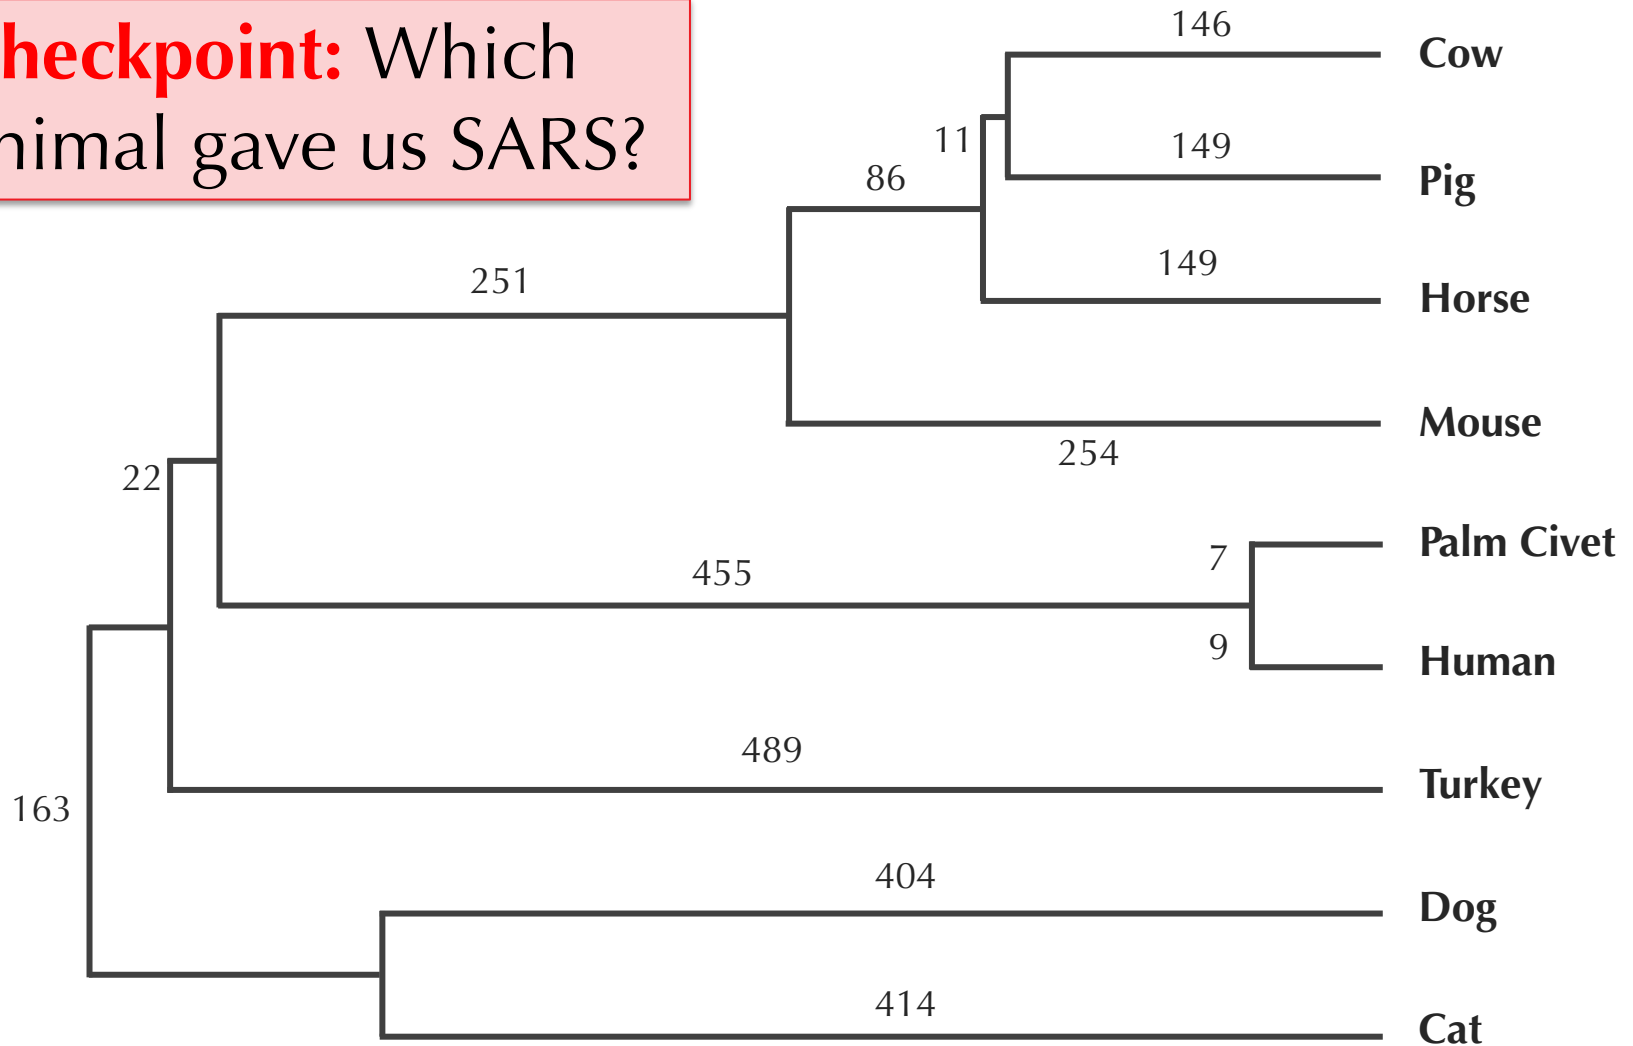 heckpoint: Which
nimal gave us SARS?
146
Cow
11
149
86
Pig
149
251
Horse
Mouse
254
22
Palm Civet
7
455
9
Human
489
Turkey
163
404
Dog
414
Cat